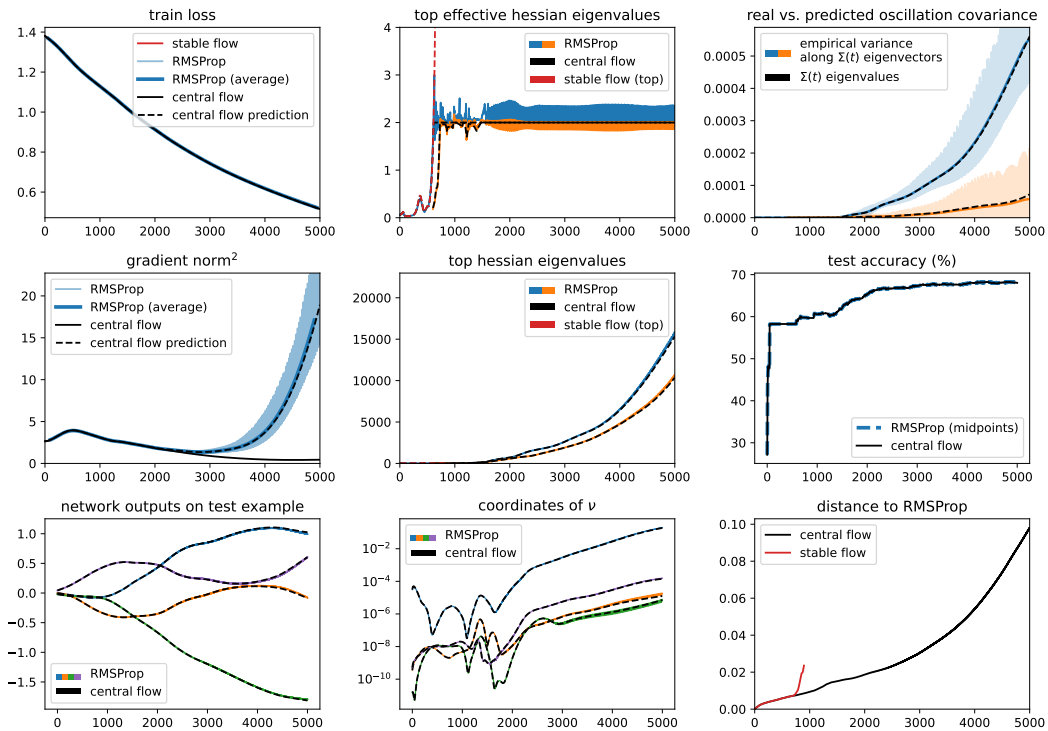 train loss
1.4
1.2
1.0
0.8
0.6
0
1000
2000
3000
4000
5000
stable flow
RMSProp
RMSProp (average)
central flow
central flow prediction
top effective hessian eigenvalues
4
3
2
1
0
0
1000
2000
3000
4000
5000
RMSProp
central flow
stable flow (top)
real vs. predicted oscillation covariance
0.0005
0.0004
0.0003
0.0002
0.0001
0.0000
0
1000
2000
3000
4000
5000
empirical variance
along Σ(t) eigenvectors
Σ(t) eigenvalues
gradient norm²
20
15
10
5
0
0
1000
2000
3000
4000
5000
RMSProp
RMSProp (average)
central flow
central flow prediction
top hessian eigenvalues
20000
15000
10000
5000
0
0
1000
2000
3000
4000
5000
RMSProp
central flow
stable flow (top)
test accuracy (%)
70
60
50
40
30
0
1000
2000
3000
4000
5000
RMSProp (midpoints)
central flow
network outputs on test example
1.0
0.5
0.0
−0.5
−1.0
−1.5
0
1000
2000
3000
4000
5000
RMSProp
central flow
coordinates of ν
10⁻²
10⁻⁴
10⁻⁶
10⁻⁸
10⁻¹⁰
0
1000
2000
3000
4000
5000
RMSProp
central flow
distance to RMSProp
0.10
0.08
0.06
0.04
0.02
0.00
0
1000
2000
3000
4000
5000
central flow
stable flow